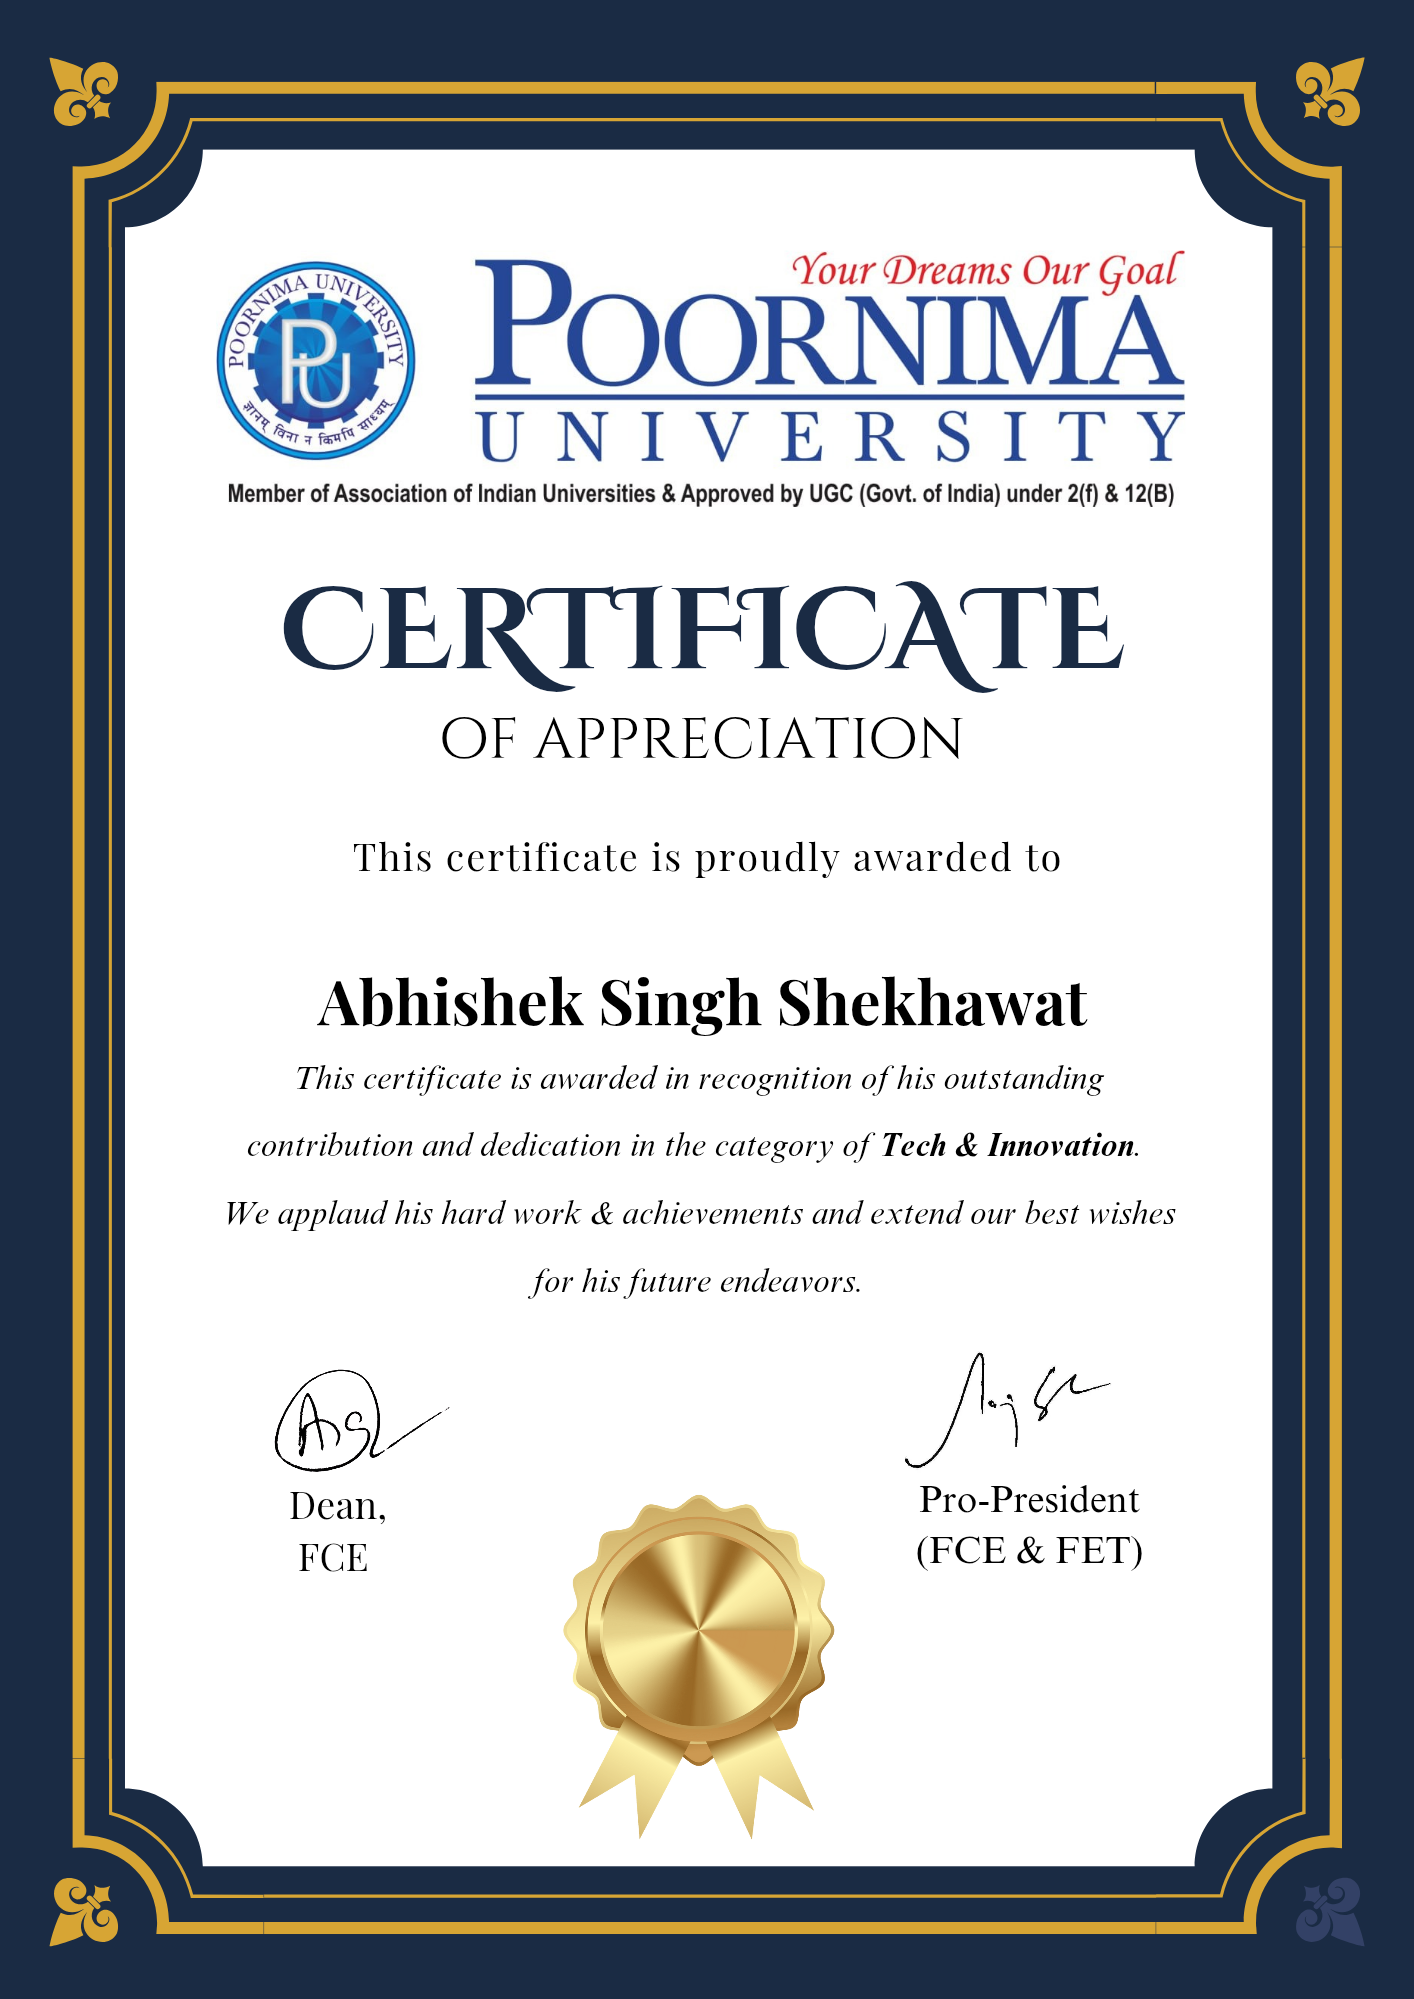 POORNIMA UNIVERSITY
PU
ज्ञानम् विना न किमपि साध्यम्
Your Dreams Our Goal
POORNIMA
UNIVERSITY
Member of Association of Indian Universities & Approved by UGC (Govt. of India) under 2(f) & 12(B)
CERTIFICATE
OF APPRECIATION
This certificate is proudly awarded to
Abhishek Singh Shekhawat
This certificate is awarded in recognition of his outstanding
contribution and dedication in the category of Tech & Innovation.
We applaud his hard work & achievements and extend our best wishes
for his future endeavors.
Dean,
FCE
Pro-President
(FCE & FET)